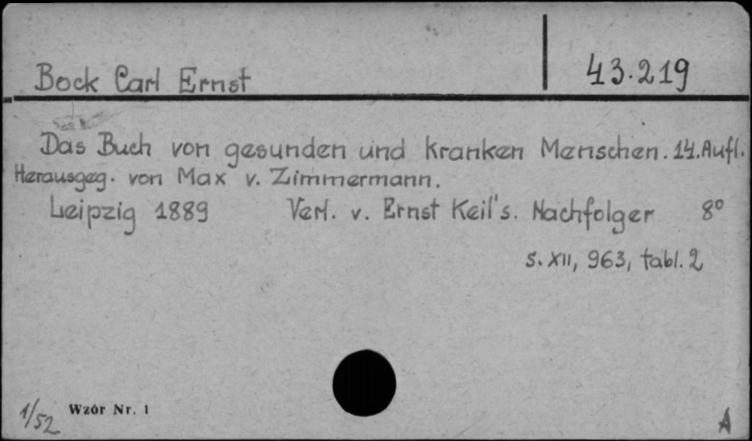 Bock Carl Ernst 43.219
Das Buch von gesunden und kranken Menschen. 14. Aufl.
Herausgeg. von Max v. Zimmermann.
Leipzig 1889 Verl. v. Ernst Keil's. Nachfolger 8°
s. XII, 963, tabl. 2
1/52 Wzór Nr. 1
A